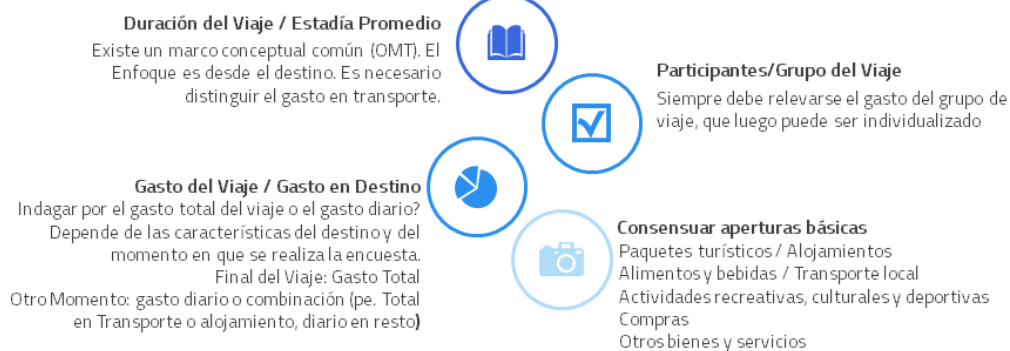 Duración del Viaje / Estadía Promedio
Existe un marco conceptual común (OMT). El
Enfoque es desde el destino. Es necesario
distinguir el gasto en transporte.
Participantes/Grupo del Viaje
Siempre debe relevarse el gasto del grupo de
viaje, que luego puede ser individualizado
Gasto del Viaje / Gasto en Destino
Indagar por el gasto total del viaje o el gasto diario?
Depende de las características del destino y del
momento en que se realiza la encuesta.
Final del Viaje: Gasto Total
Otro Momento: gasto diario o combinación (pe. Total
en Transporte o alojamiento, diario en resto)
Consensuar aperturas básicas
Paquetes turísticos / Alojamientos
Alimentos y bebidas / Transporte local
Actividades recreativas, culturales y deportivas
Compras
Otros bienes y servicios